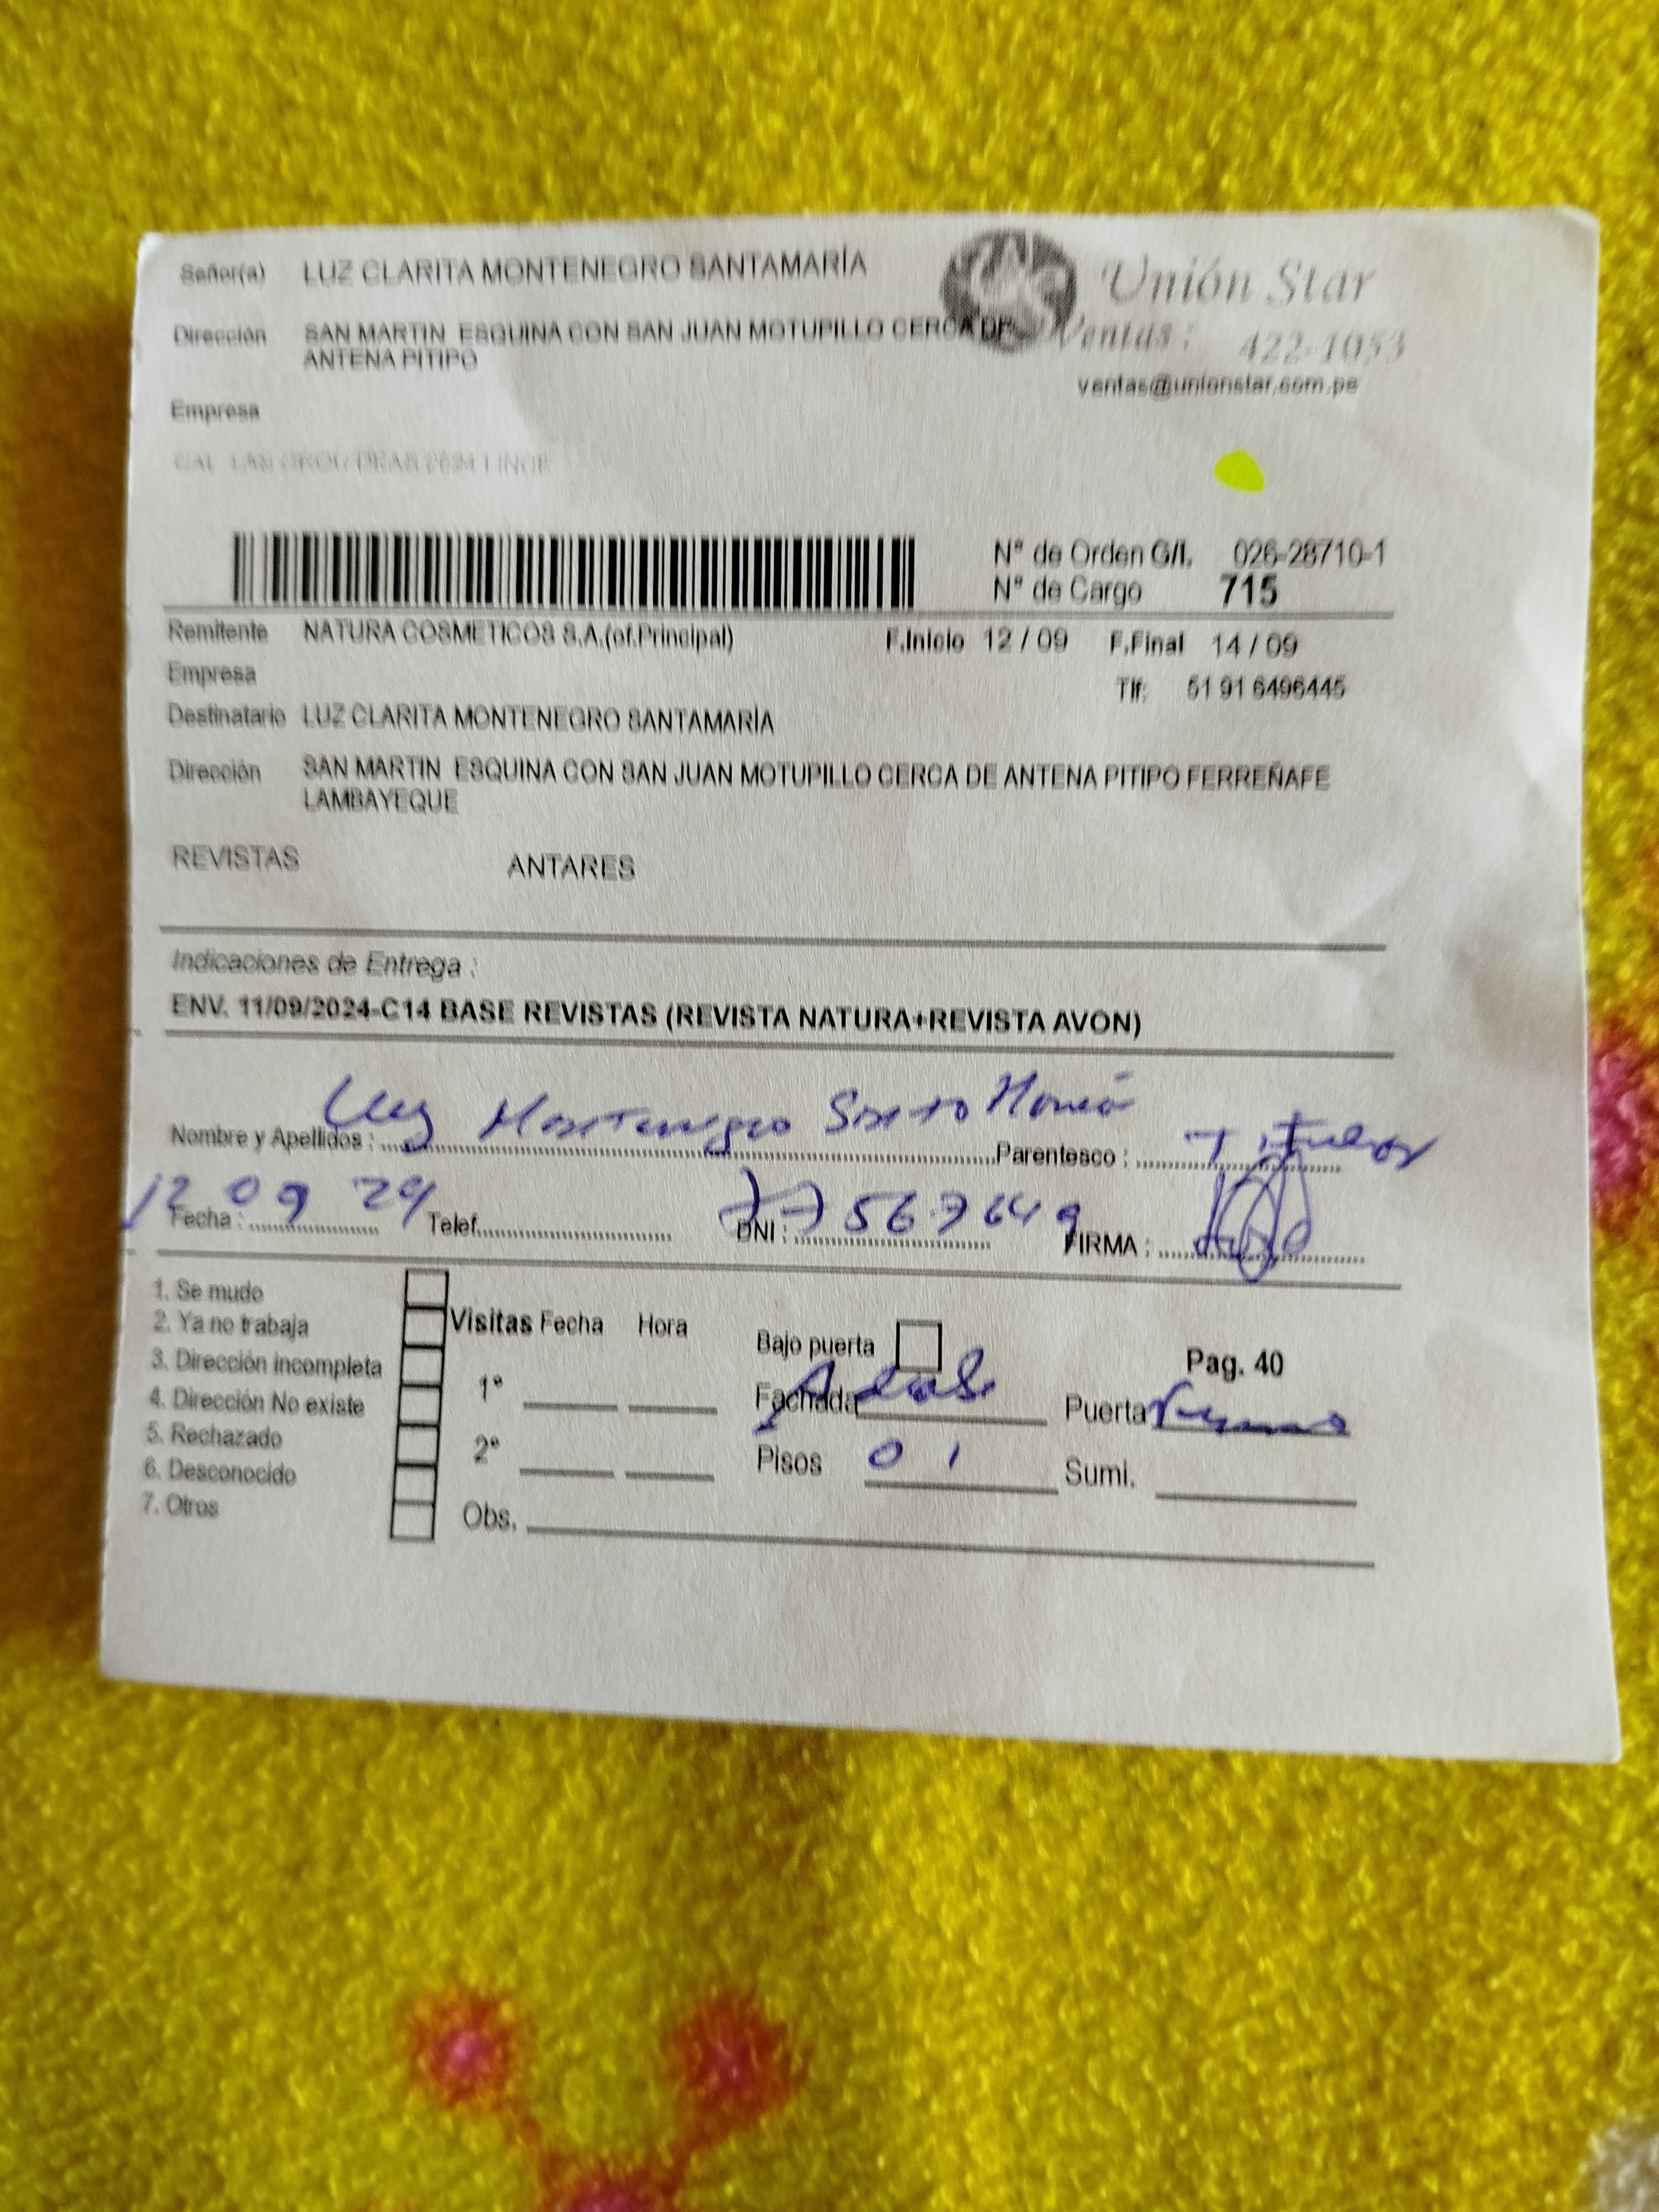 Señor(a) LUZ CLARITA MONTENEGRO SANTAMARÍA
Unión Star
Dirección SAN MARTIN ESQUINA CON SAN JUAN MOTUPILLO CERCA DE
ANTENA PITIPO
Ventas : 422-1053
ventas@unionstar.com.pe
Empresa
N° de Orden G/I. 026-28710-1
N° de Cargo 715
Remitente NATURA COSMETICOS S.A.(of.Principal) F.Inicio 12 / 09 F.Final 14 / 09
Empresa
Tlf: 51 91 6496445
Destinatario LUZ CLARITA MONTENEGRO SANTAMARÍA
Dirección SAN MARTIN ESQUINA CON SAN JUAN MOTUPILLO CERCA DE ANTENA PITIPO FERREÑAFE
LAMBAYEQUE
REVISTAS ANTARES
Indicaciones de Entrega :
ENV. 11/09/2024-C14 BASE REVISTAS (REVISTA NATURA+REVISTA AVON)
Nombre y Apellidos : Luz Montenegro Parentesco : Titular
Fecha : 12 09 24 Telef. DNI : FIRMA :
1. Se mudo
2. Ya no trabaja
3. Dirección incompleta
4. Dirección No existe
5. Rechazado
6. Desconocido
7. Otros
Visitas Fecha Hora
1°
2°
Obs.
Bajo puerta
Fachada
Pisos 01
Pag. 40
Puerta
Sumi.